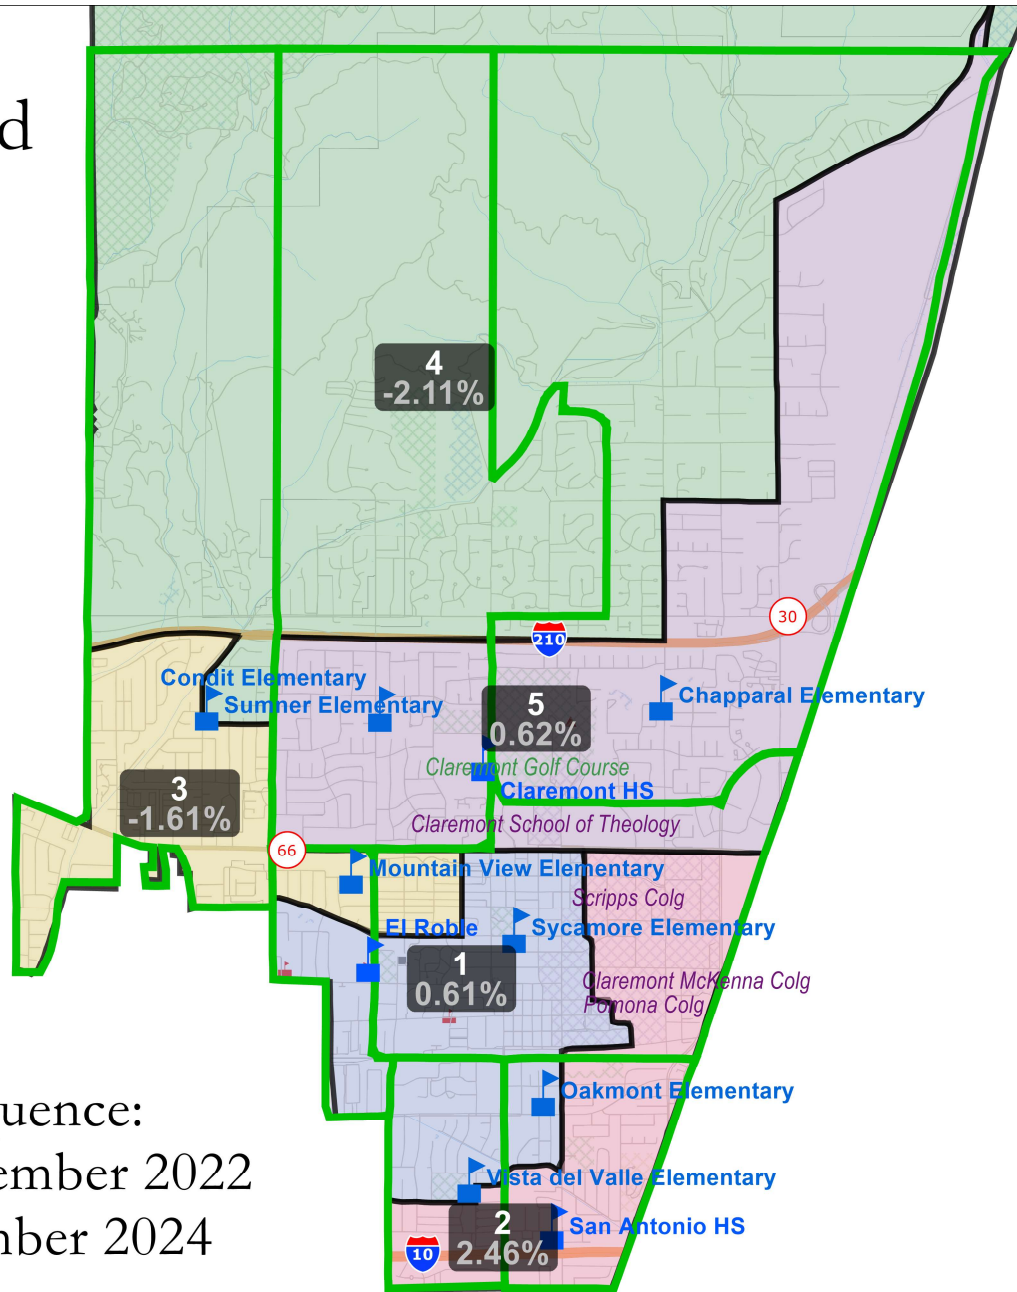 d
4
-2.11%
30
210
Condit Elementary
Sumner Elementary
Chapparal Elementary
5
0.62%
Claremont Golf Course
Claremont HS
3
-1.61%
Claremont School of Theology
66
Mountain View Elementary
Scripps Colg
El Roble
Sycamore Elementary
1
0.61%
Claremont McKenna Colg
Pomona Colg
Oakmont Elementary
uence:
ember 2022
Vista del Valle Elementary
nber 2024
2
2.46%
San Antonio HS
10